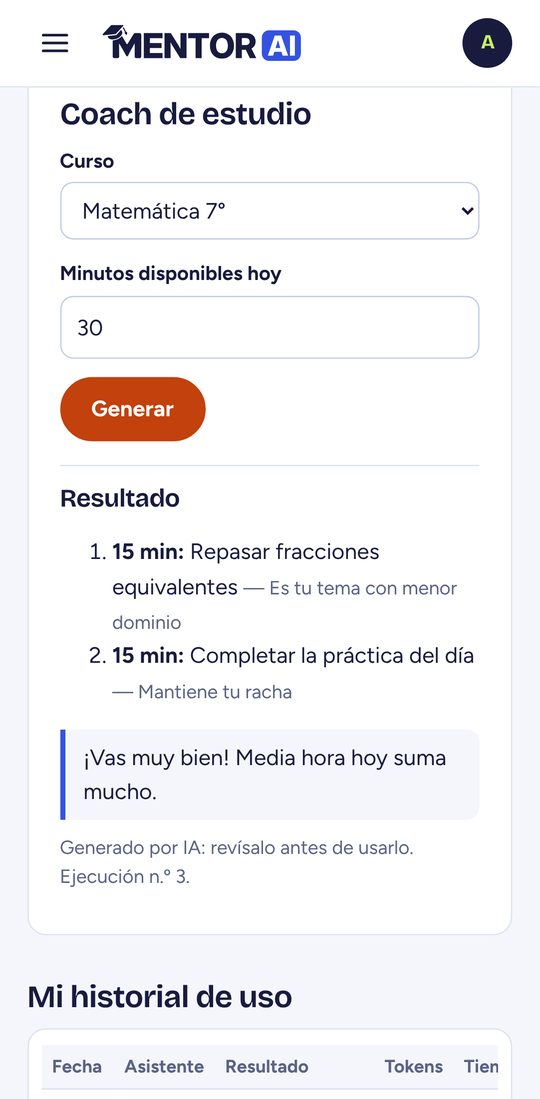 MENTOR AI
A
Coach de estudio
Curso
Matemática 7°
Minutos disponibles hoy
30
Generar
Resultado
1. 15 min: Repasar fracciones
equivalentes — Es tu tema con menor
dominio
2. 15 min: Completar la práctica del día
— Mantiene tu racha
¡Vas muy bien! Media hora hoy suma
mucho.
Generado por IA: revísalo antes de usarlo.
Ejecución n.º 3.
Mi historial de uso
Fecha Asistente Resultado Tokens Tien